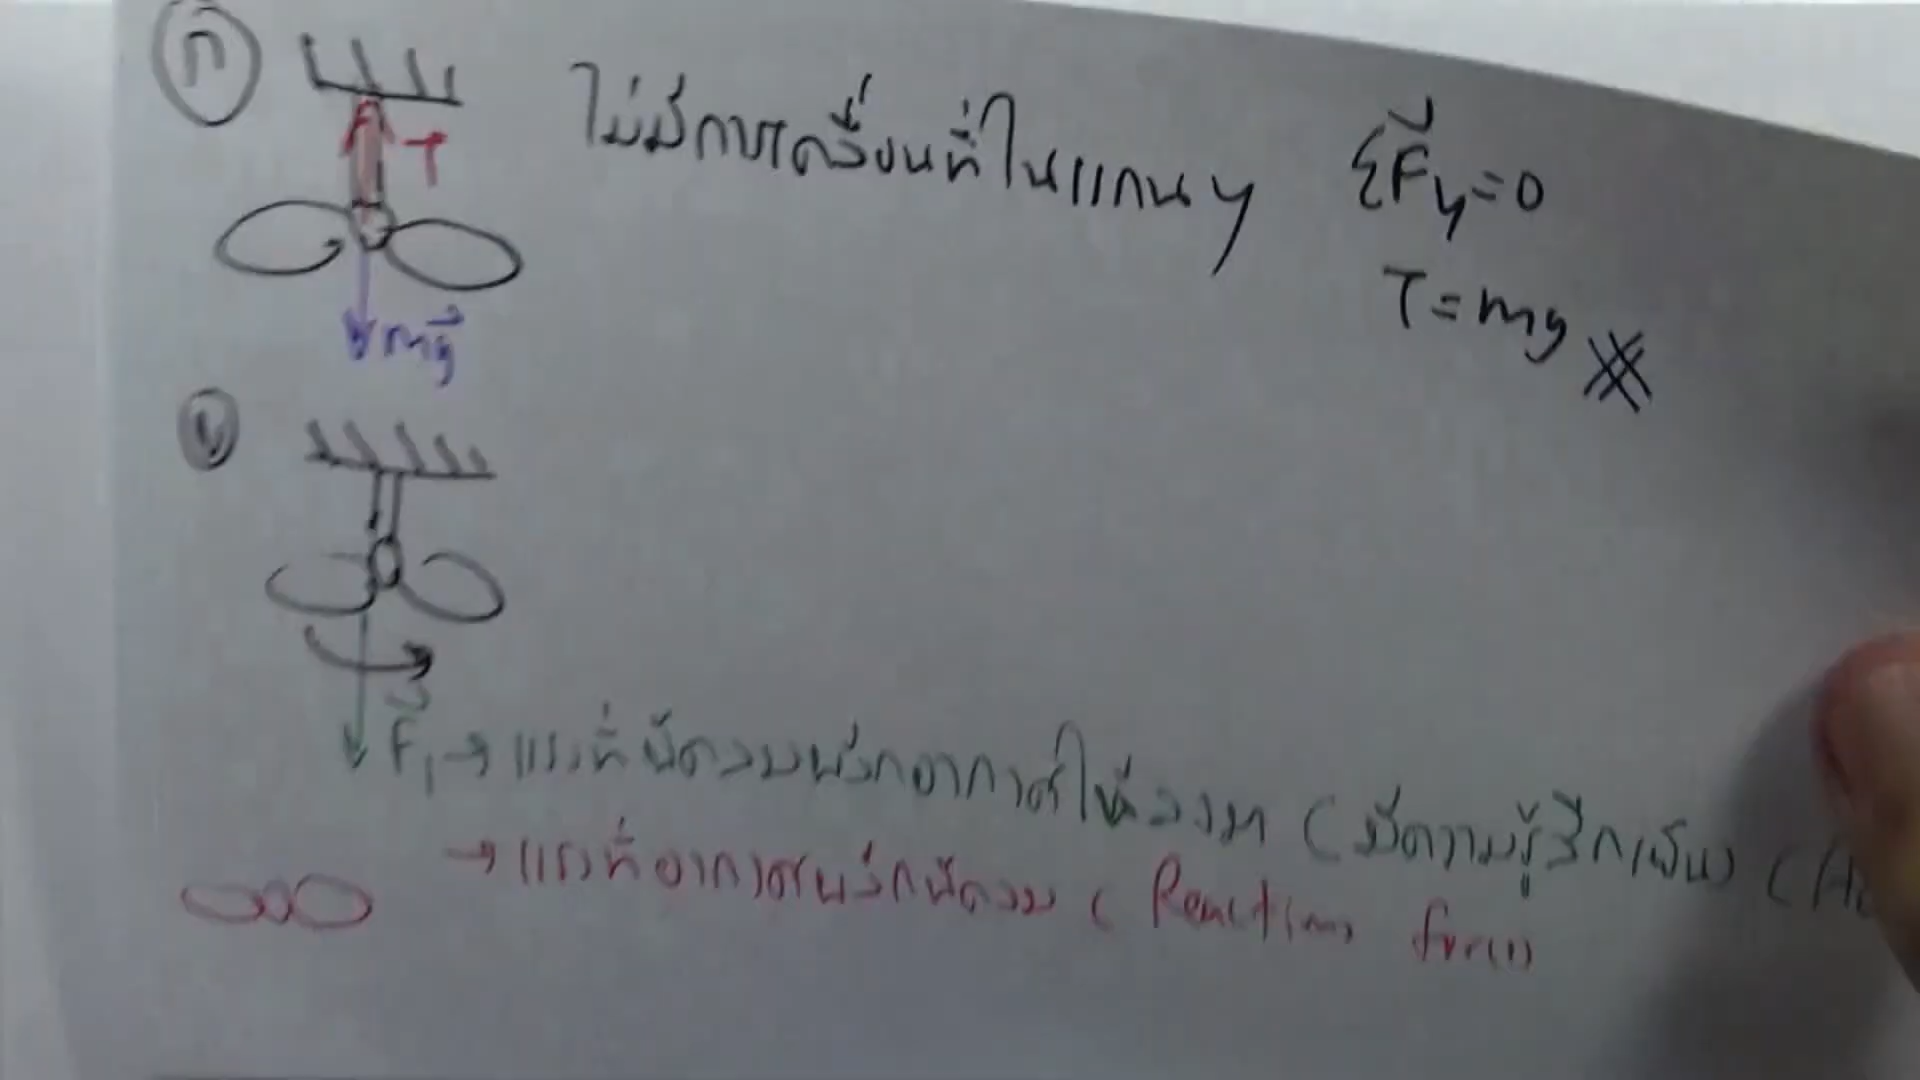 ก
T
ไม่มีการเคลื่อนที่ในแกน y
ΣF⃗y=0
T=mg
mg⃗
ข
F⃗₁ → แรงที่พัดลมผลักอากาศให้ลงมา (มีความรู้สึกเย็น) (
→ แรงที่อากาศผลักพัดลม ( Reaction force)